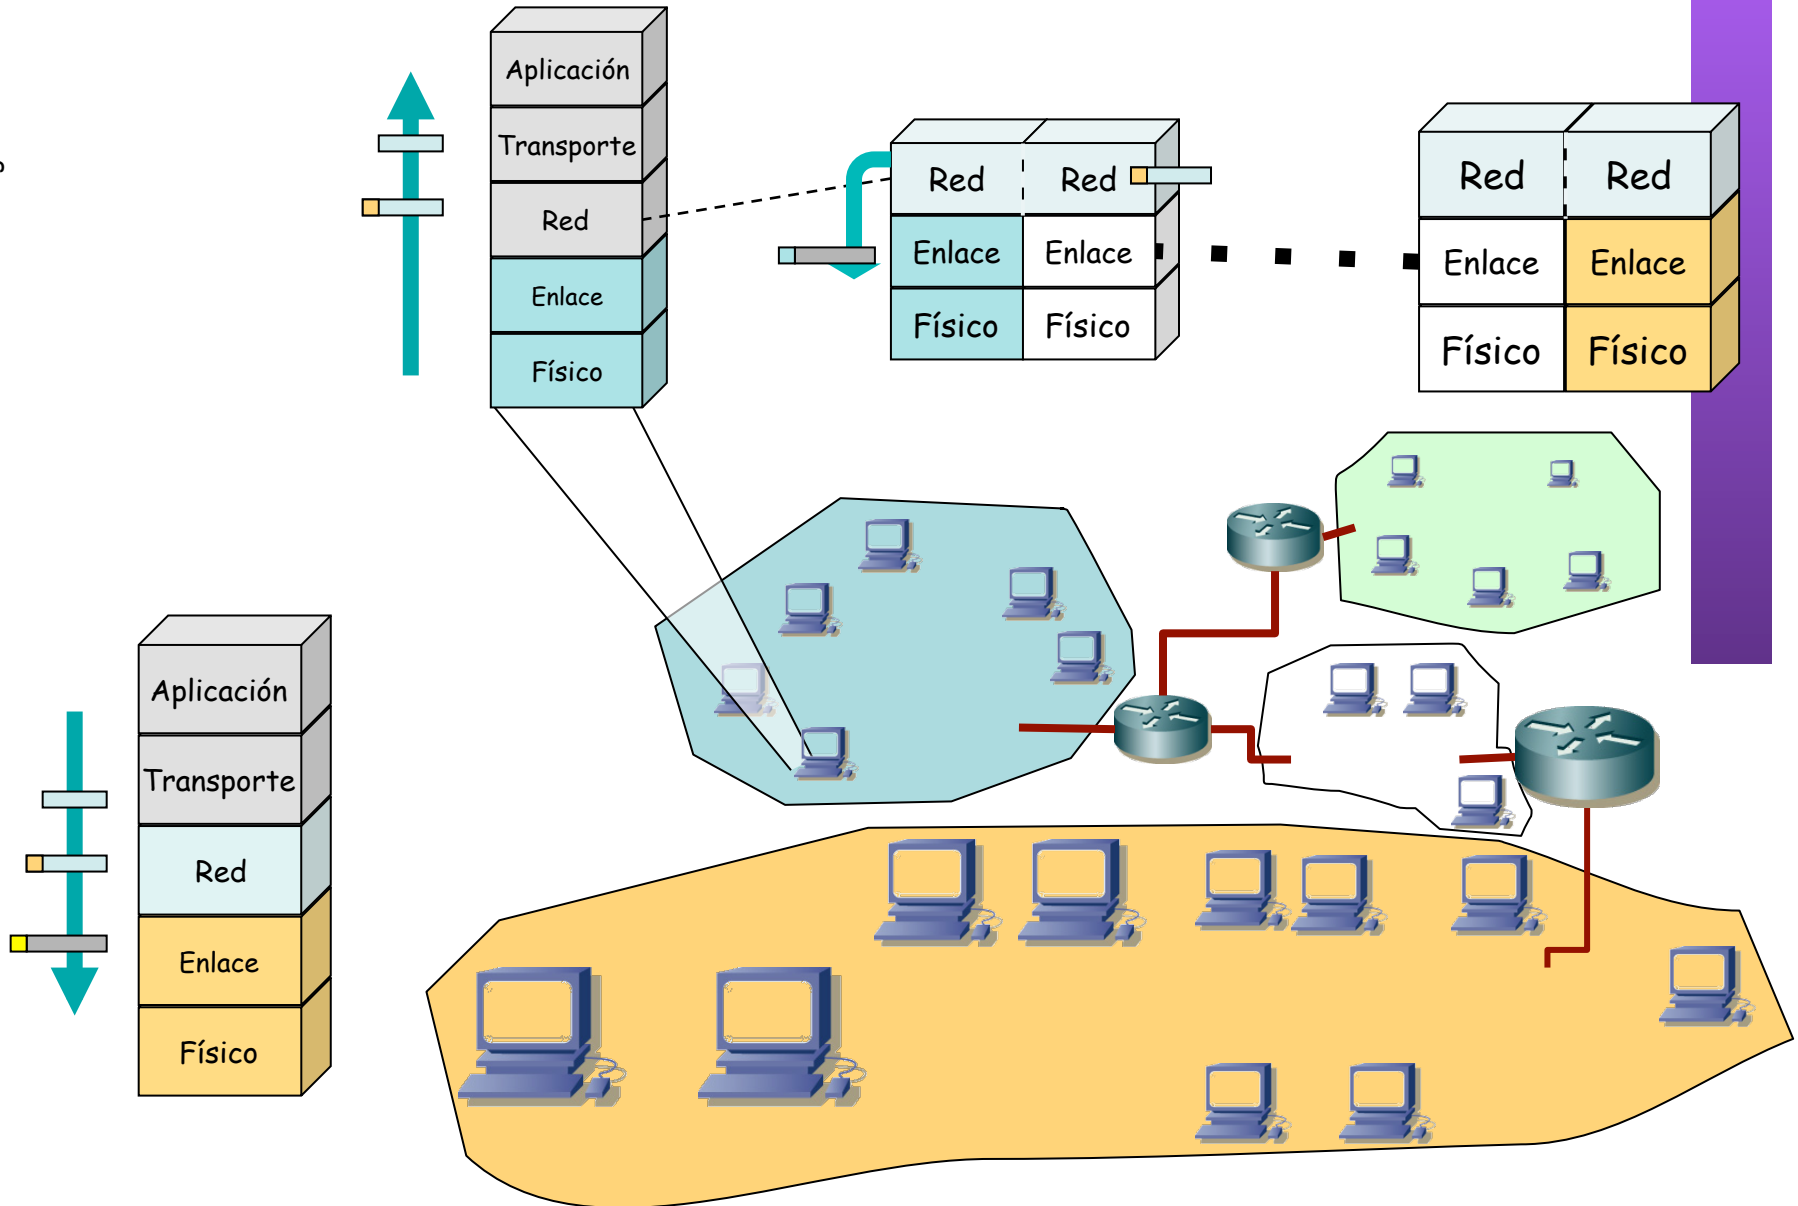 Aplicación
Transporte
Red
Enlace
Físico
Red Red
Enlace Enlace
Físico Físico
Red Red
Enlace Enlace
Físico Físico
Aplicación
Transporte
Red
Enlace
Físico